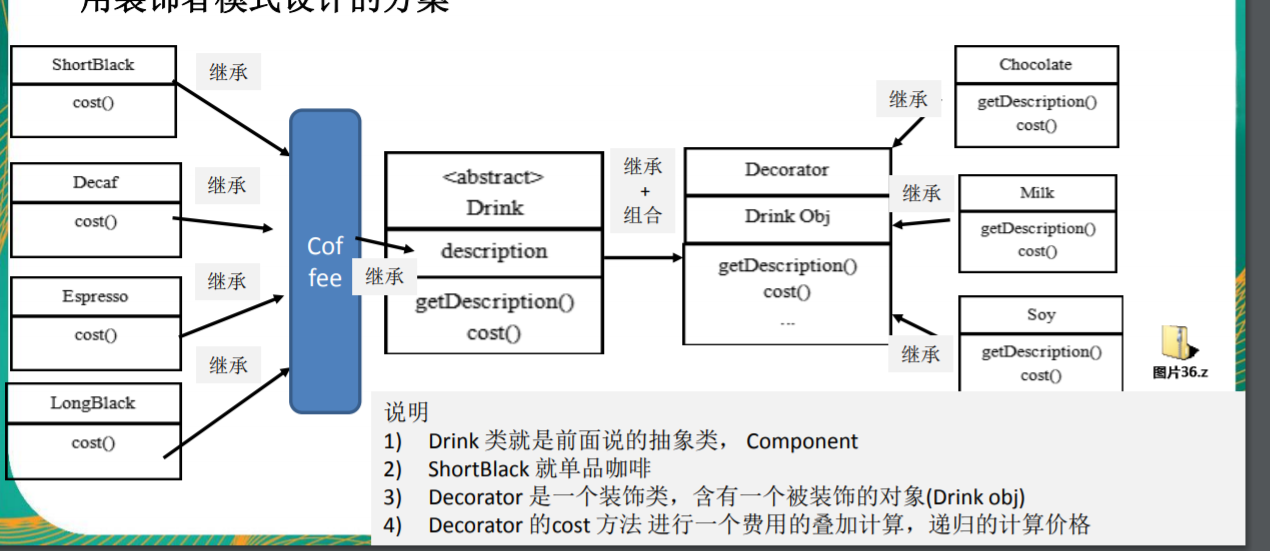 用装饰者模式设计的方案
ShortBlack
cost()
继承
Decaf
cost()
继承
Espresso
cost()
继承
LongBlack
cost()
继承
Cof
fee
继承
<abstract>
Drink
description
getDescription()
cost()
继承
+
组合
Decorator
Drink Obj
getDescription()
cost()
...
Chocolate
getDescription()
cost()
继承
Milk
getDescription()
cost()
继承
Soy
getDescription()
cost()
继承
图片36.z
说明
1) Drink 类就是前面说的抽象类， Component
2) ShortBlack 就单品咖啡
3) Decorator 是一个装饰类，含有一个被装饰的对象(Drink obj)
4) Decorator 的cost 方法 进行一个费用的叠加计算，递归的计算价格